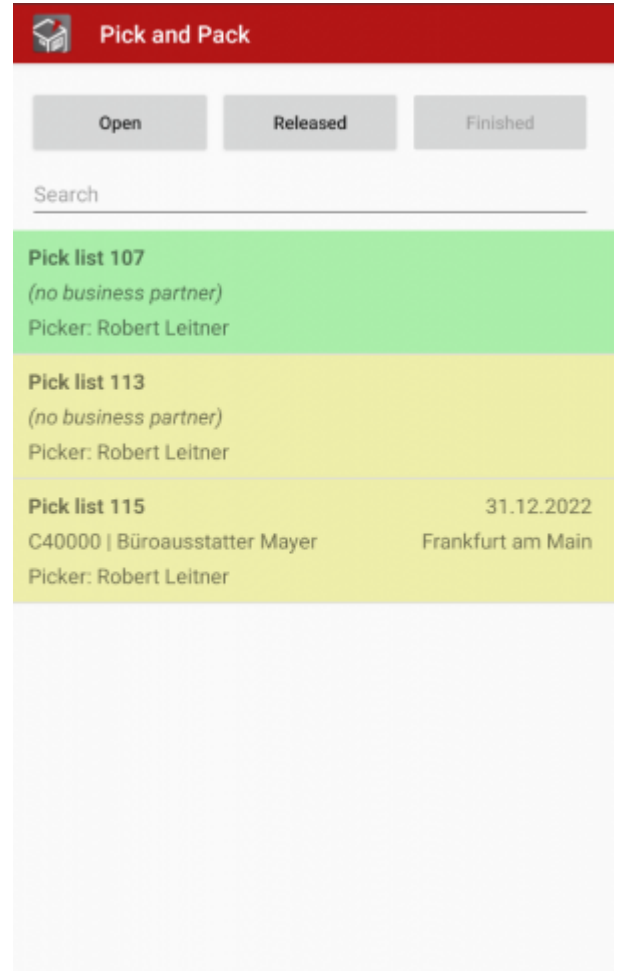 Pick and Pack
Open Released Finished
Search
Pick list 107
(no business partner)
Picker: Robert Leitner
Pick list 113
(no business partner)
Picker: Robert Leitner
Pick list 115 31.12.2022
C40000 | Büroausstatter Mayer Frankfurt am Main
Picker: Robert Leitner